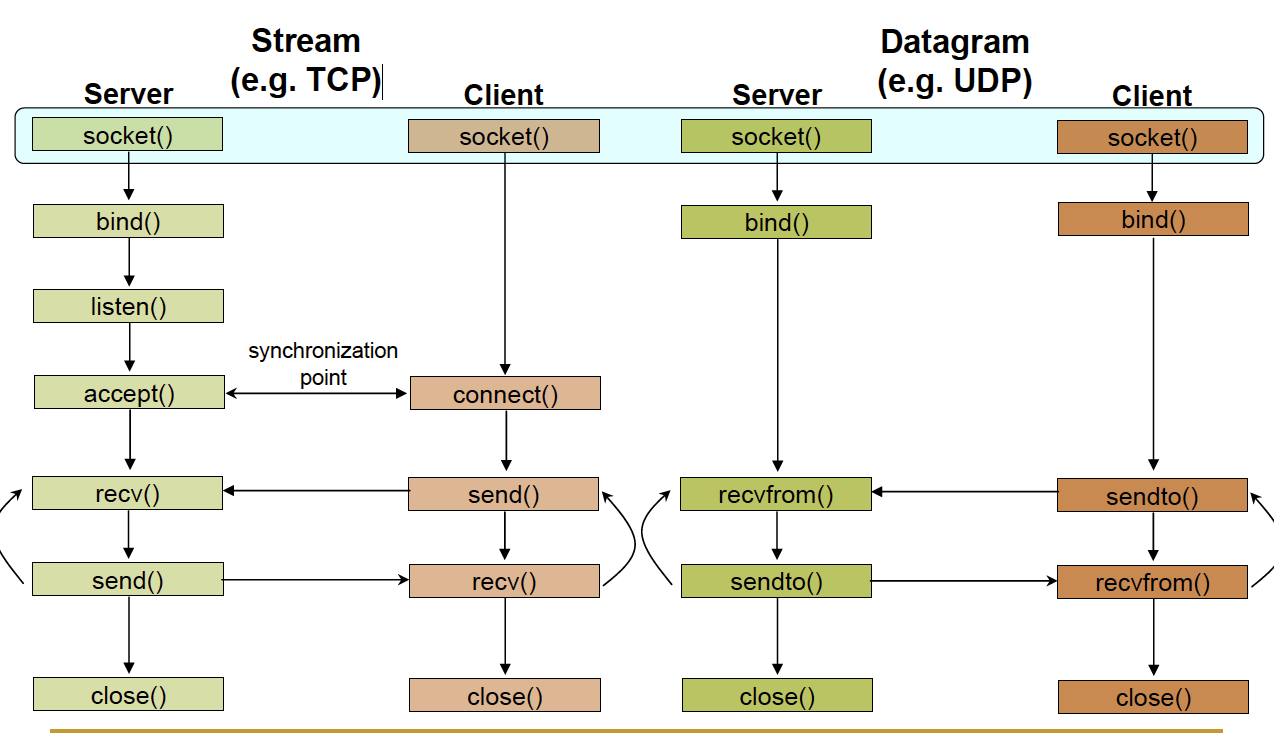 Stream
(e.g. TCP)
Datagram
(e.g. UDP)
Server
Client
Server
Client
socket()
socket()
socket()
socket()
bind()
bind()
bind()
listen()
synchronization
point
accept()
connect()
recv()
send()
recvfrom()
sendto()
send()
recv()
sendto()
recvfrom()
close()
close()
close()
close()